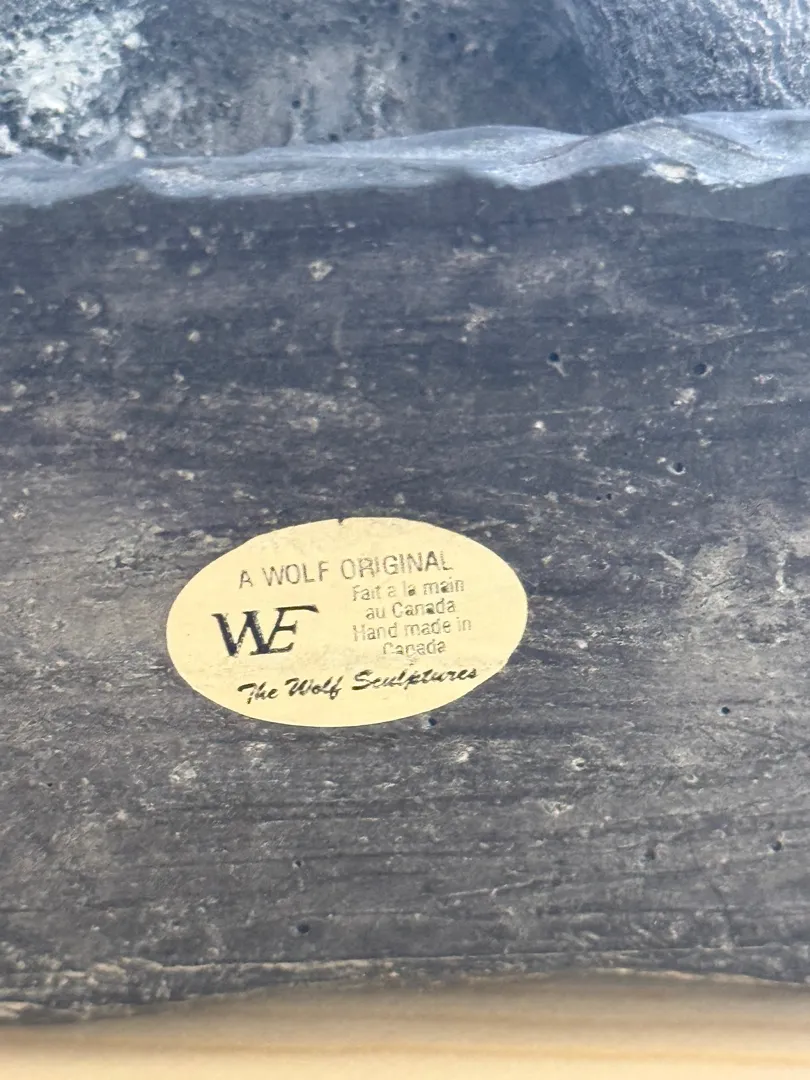 A WOLF ORIGINAL
WE
Fait a la main
au Canada
Hand made in
Canada
The Wolf Sculptures